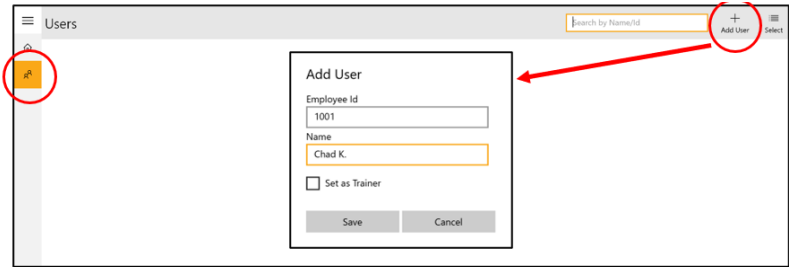 Users
Search by Name/Id
Add User
Select
Add User
Employee Id
1001
Name
Chad K.
Set as Trainer
Save
Cancel